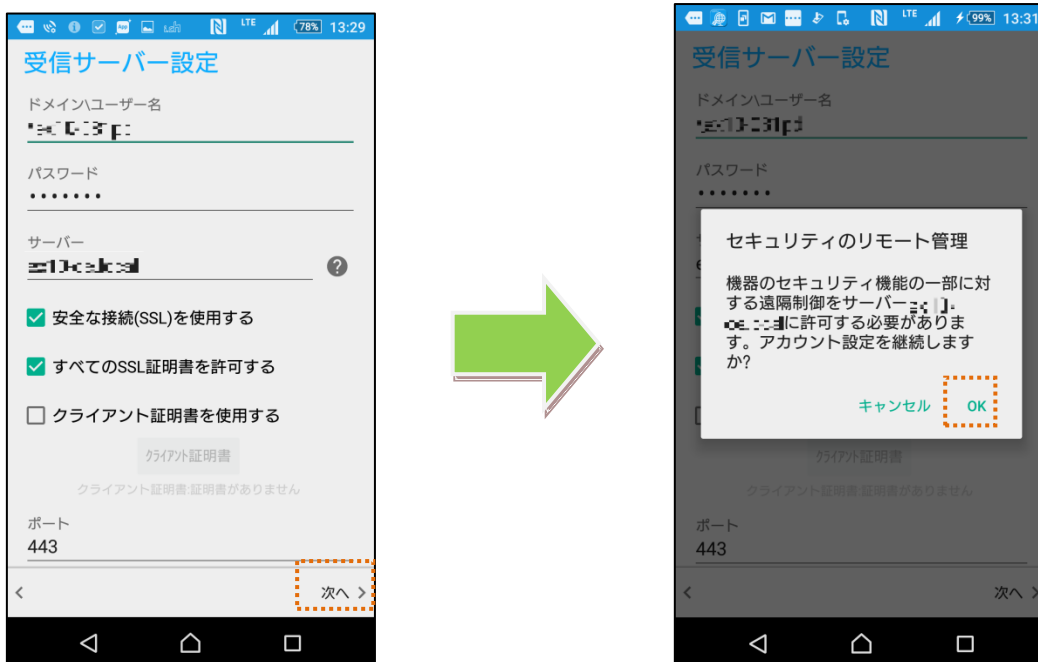 LTE 78% 13:29
受信サーバー設定
ドメイン\ユーザー名
パスワード
•••••••
サーバー
安全な接続(SSL)を使用する
すべてのSSL証明書を許可する
クライアント証明書を使用する
クライアント証明書
クライアント証明書:証明書がありません
ポート
443
次へ
LTE 99% 13:31
受信サーバー設定
ドメイン\ユーザー名
パスワード
•••••••
セキュリティのリモート管理
機器のセキュリティ機能の一部に対
する遠隔制御をサーバー
に許可する必要がありま
す。アカウント設定を継続します
か?
キャンセル OK
クライアント証明書
クライアント証明書:証明書がありません
ポート
443
次へ